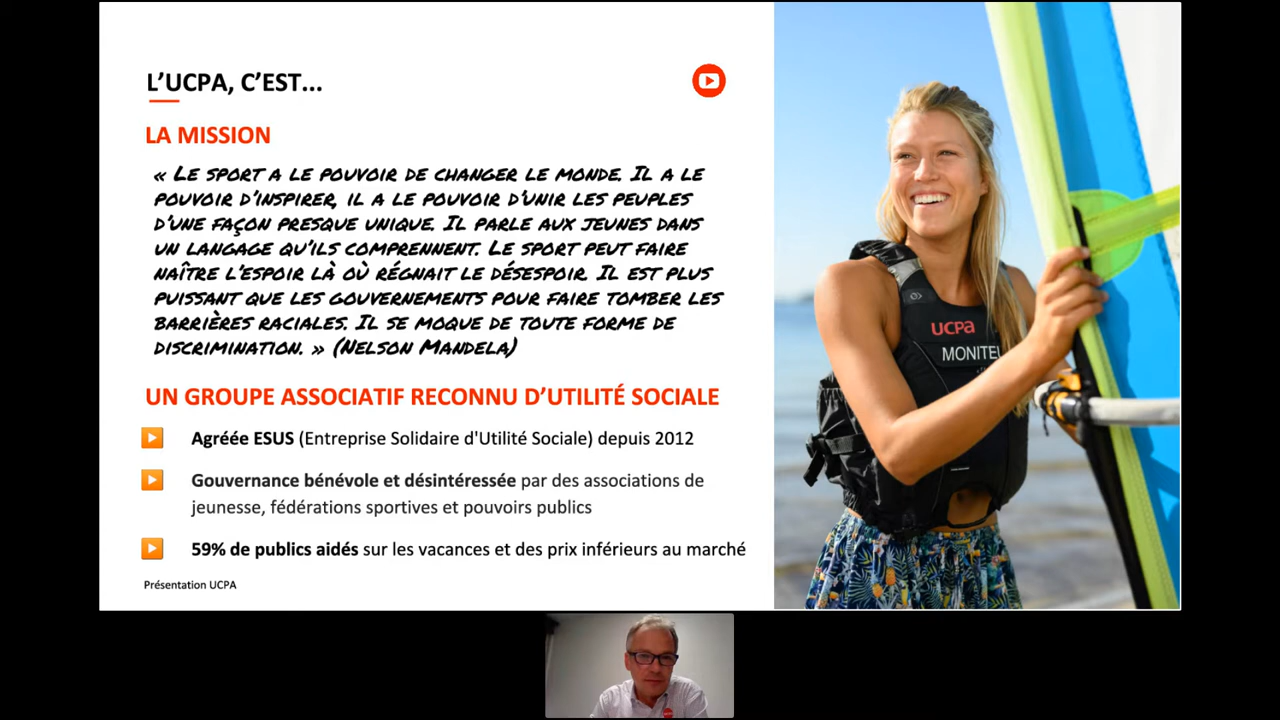 L’UCPA, C’EST...
LA MISSION
« Le sport a le pouvoir de changer le monde. Il a le
pouvoir d’inspirer, il a le pouvoir d’unir les peuples
d’une façon presque unique. Il parle aux jeunes dans
un langage qu’ils comprennent. Le sport peut faire
naître l’espoir là où régnait le désespoir. Il est plus
puissant que les gouvernements pour faire tomber les
barrières raciales. Il se moque de toute forme de
discrimination. » (Nelson Mandela)
UN GROUPE ASSOCIATIF RECONNU D’UTILITÉ SOCIALE
Agréée ESUS (Entreprise Solidaire d'Utilité Sociale) depuis 2012
Gouvernance bénévole et désintéressée par des associations de
jeunesse, fédérations sportives et pouvoirs publics
59% de publics aidés sur les vacances et des prix inférieurs au marché
Présentation UCPA
UCPA
MONITEU